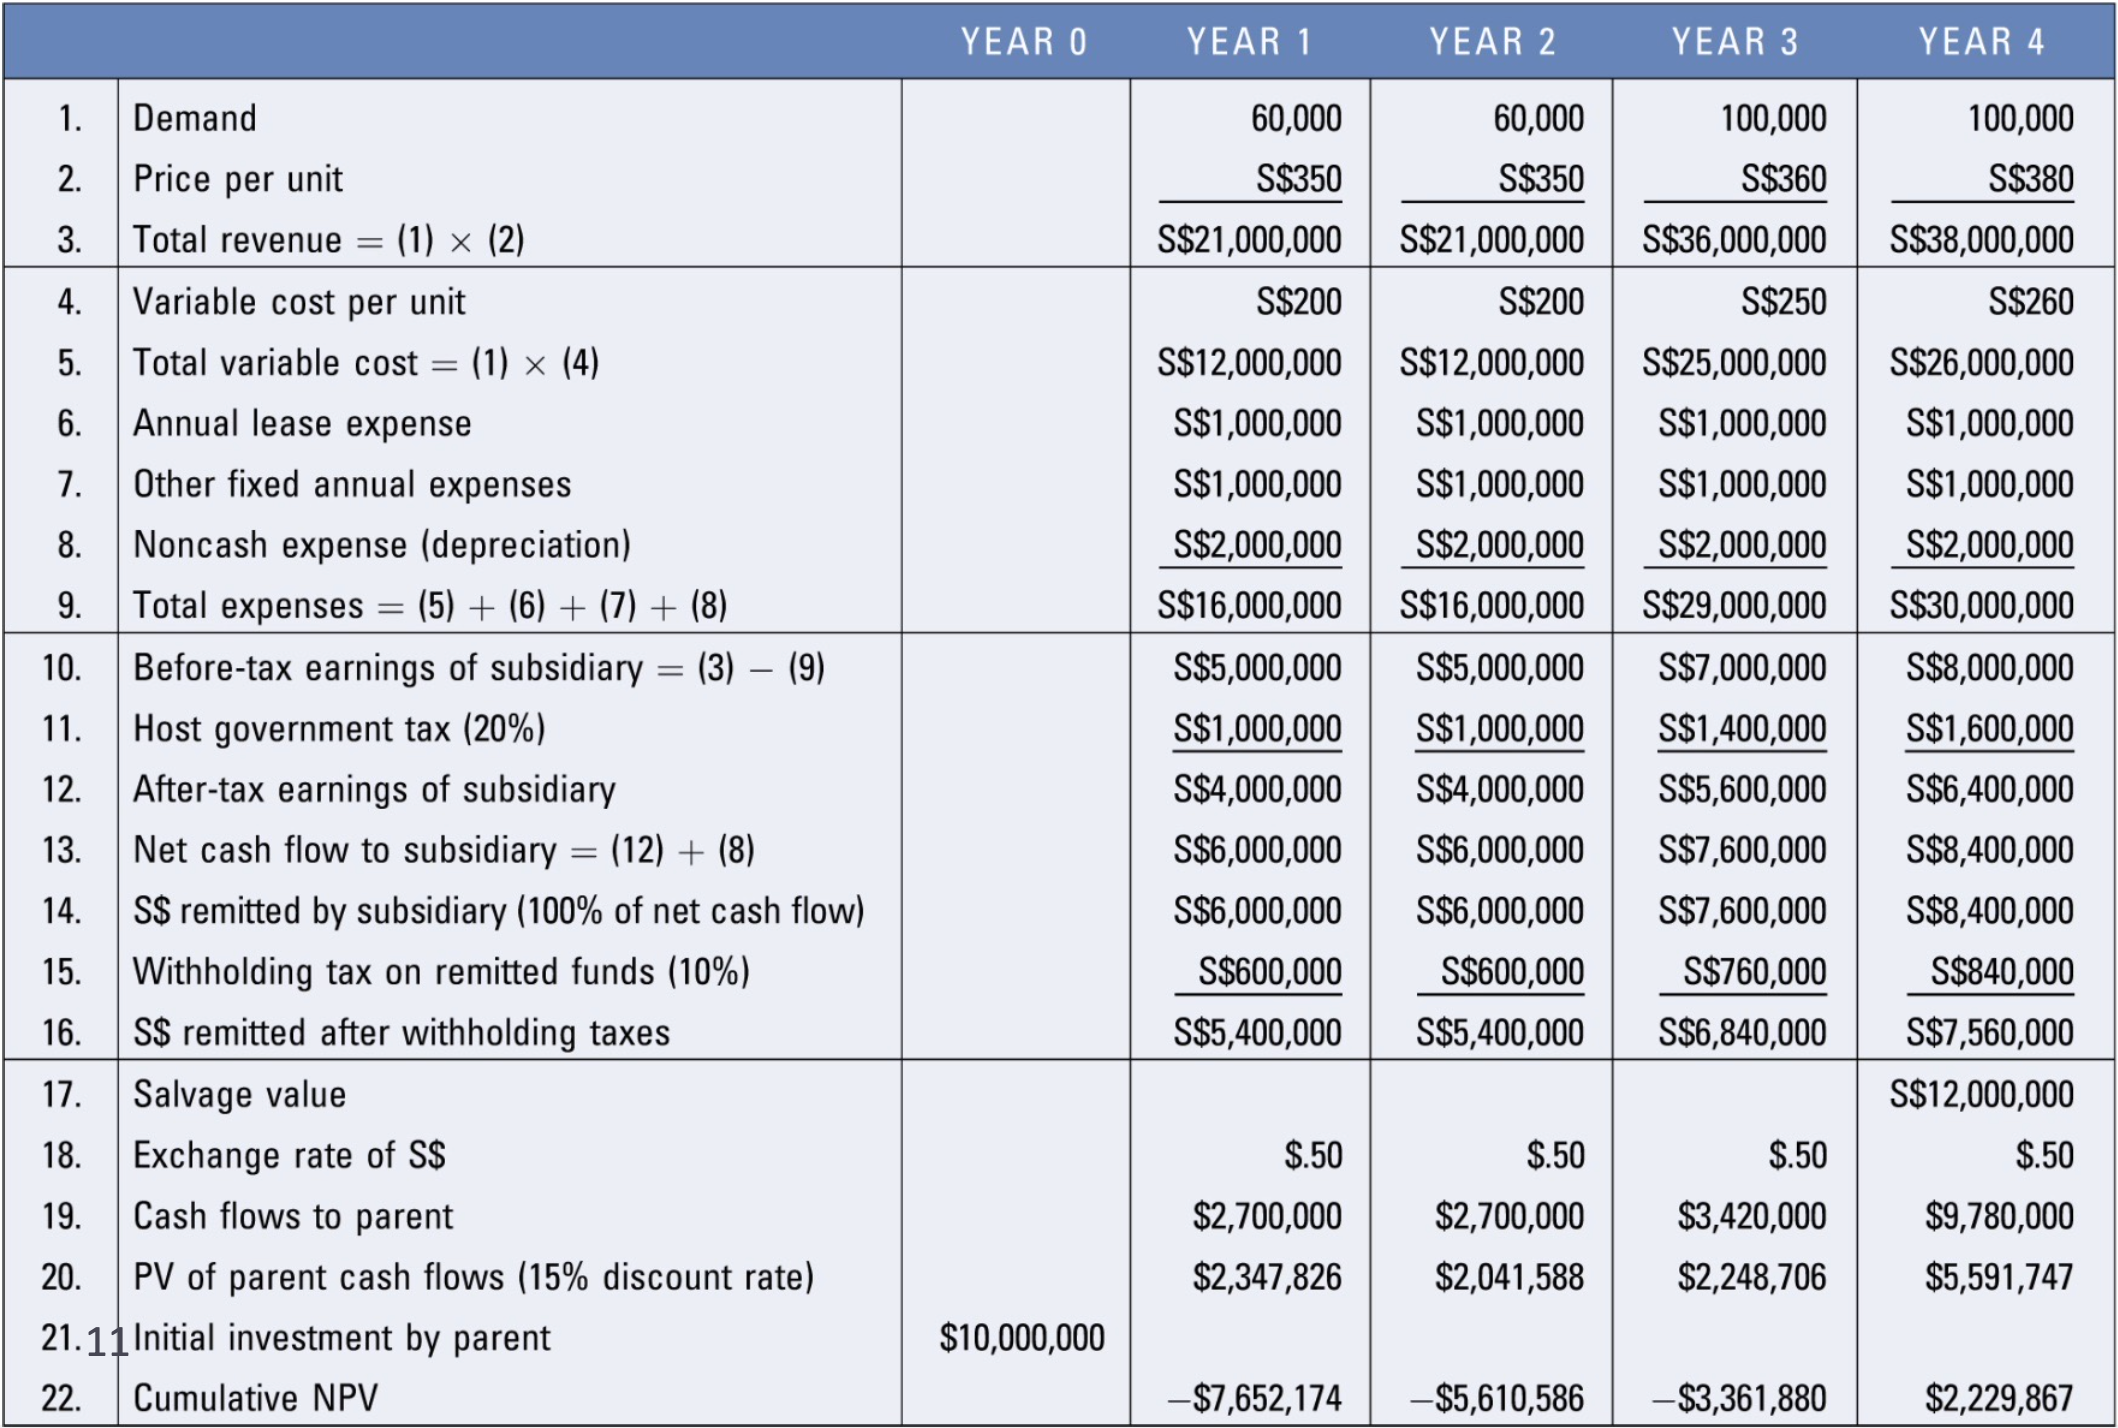 YEAR 0 YEAR 1 YEAR 2 YEAR 3 YEAR 4
1. Demand 60,000 60,000 100,000 100,000
2. Price per unit S$350 S$350 S$360 S$380
3. Total revenue = (1) × (2) S$21,000,000 S$21,000,000 S$36,000,000 S$38,000,000
4. Variable cost per unit S$200 S$200 S$250 S$260
5. Total variable cost = (1) × (4) S$12,000,000 S$12,000,000 S$25,000,000 S$26,000,000
6. Annual lease expense S$1,000,000 S$1,000,000 S$1,000,000 S$1,000,000
7. Other fixed annual expenses S$1,000,000 S$1,000,000 S$1,000,000 S$1,000,000
8. Noncash expense (depreciation) S$2,000,000 S$2,000,000 S$2,000,000 S$2,000,000
9. Total expenses = (5) + (6) + (7) + (8) S$16,000,000 S$16,000,000 S$29,000,000 S$30,000,000
10. Before-tax earnings of subsidiary = (3) − (9) S$5,000,000 S$5,000,000 S$7,000,000 S$8,000,000
11. Host government tax (20%) S$1,000,000 S$1,000,000 S$1,400,000 S$1,600,000
12. After-tax earnings of subsidiary S$4,000,000 S$4,000,000 S$5,600,000 S$6,400,000
13. Net cash flow to subsidiary = (12) + (8) S$6,000,000 S$6,000,000 S$7,600,000 S$8,400,000
14. S$ remitted by subsidiary (100% of net cash flow) S$6,000,000 S$6,000,000 S$7,600,000 S$8,400,000
15. Withholding tax on remitted funds (10%) S$600,000 S$600,000 S$760,000 S$840,000
16. S$ remitted after withholding taxes S$5,400,000 S$5,400,000 S$6,840,000 S$7,560,000
17. Salvage value S$12,000,000
18. Exchange rate of S$ $.50 $.50 $.50 $.50
19. Cash flows to parent $2,700,000 $2,700,000 $3,420,000 $9,780,000
20. PV of parent cash flows (15% discount rate) $2,347,826 $2,041,588 $2,248,706 $5,591,747
21. 11 Initial investment by parent $10,000,000
22. Cumulative NPV −$7,652,174 −$5,610,586 −$3,361,880 $2,229,867